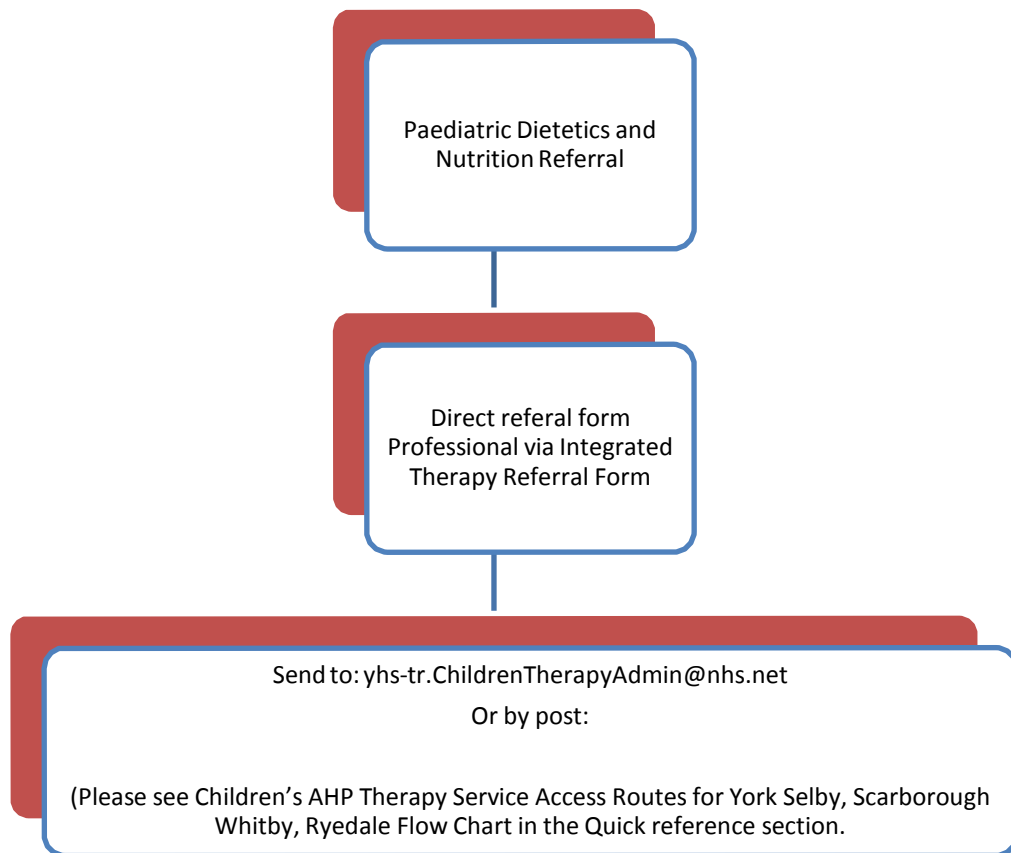 Paediatric Dietetics and
Nutrition Referral
Direct referal form
Professional via Integrated
Therapy Referral Form
Send to: yhs-tr.ChildrenTherapyAdmin@nhs.net
Or by post:
(Please see Children’s AHP Therapy Service Access Routes for York Selby, Scarborough
Whitby, Ryedale Flow Chart in the Quick reference section.